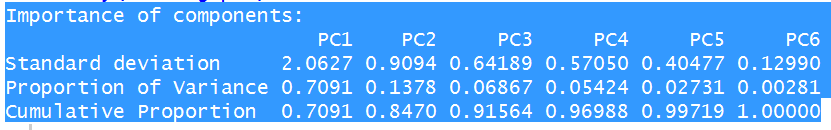 Importance of components:
PC1 PC2 PC3 PC4 PC5 PC6
Standard deviation 2.0627 0.9094 0.64189 0.57050 0.40477 0.12990
Proportion of Variance 0.7091 0.1378 0.06867 0.05424 0.02731 0.00281
Cumulative Proportion 0.7091 0.8470 0.91564 0.96988 0.99719 1.00000